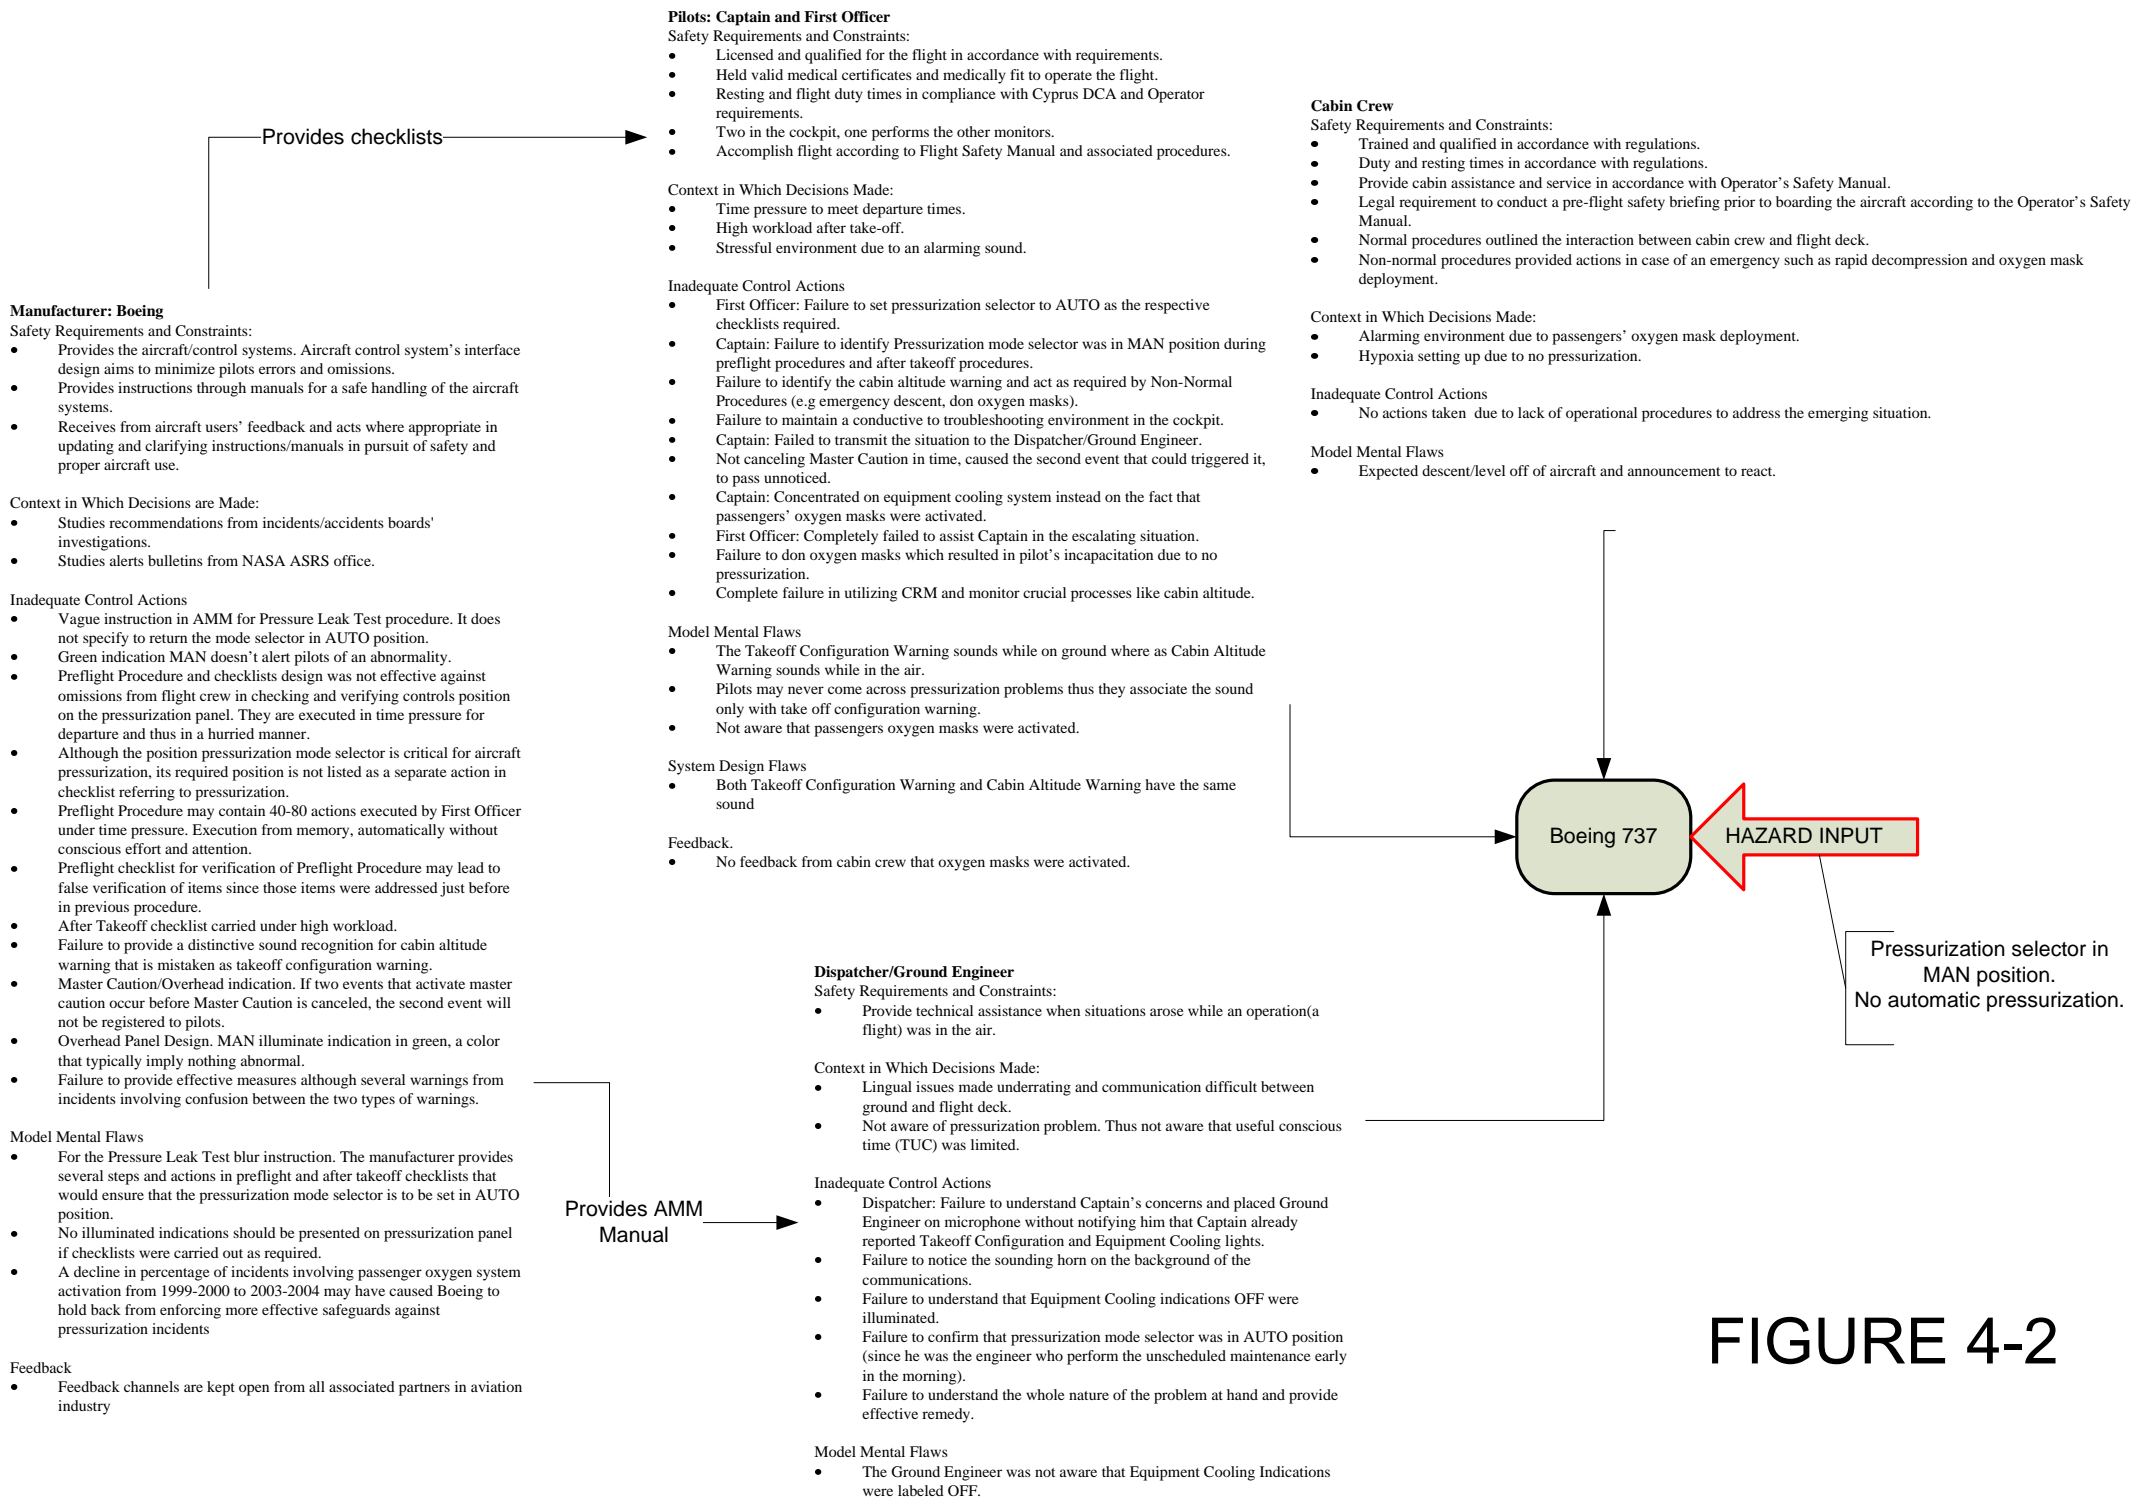 Pilots: Captain and First Officer
Safety Requirements and Constraints:
• Licensed and qualified for the flight in accordance with requirements.
• Held valid medical certificates and medically fit to operate the flight.
• Resting and flight duty times in compliance with Cyprus DCA and Operator
requirements.
• Two in the cockpit, one performs the other monitors.
• Accomplish flight according to Flight Safety Manual and associated procedures.
Context in Which Decisions Made:
• Time pressure to meet departure times.
• High workload after take-off.
• Stressful environment due to an alarming sound.
Inadequate Control Actions
• First Officer: Failure to set pressurization selector to AUTO as the respective
checklists required.
• Captain: Failure to identify Pressurization mode selector was in MAN position during
preflight procedures and after takeoff procedures.
• Failure to identify the cabin altitude warning and act as required by Non-Normal
Procedures (e.g emergency descent, don oxygen masks).
• Failure to maintain a conductive to troubleshooting environment in the cockpit.
• Captain: Failed to transmit the situation to the Dispatcher/Ground Engineer.
• Not canceling Master Caution in time, caused the second event that could triggered it,
to pass unnoticed.
• Captain: Concentrated on equipment cooling system instead on the fact that
passengers’ oxygen masks were activated.
• First Officer: Completely failed to assist Captain in the escalating situation.
• Failure to don oxygen masks which resulted in pilot’s incapacitation due to no
pressurization.
• Complete failure in utilizing CRM and monitor crucial processes like cabin altitude.
Model Mental Flaws
• The Takeoff Configuration Warning sounds while on ground where as Cabin Altitude
Warning sounds while in the air.
• Pilots may never come across pressurization problems thus they associate the sound
only with take off configuration warning.
• Not aware that passengers oxygen masks were activated.
System Design Flaws
• Both Takeoff Configuration Warning and Cabin Altitude Warning have the same
sound
Feedback.
• No feedback from cabin crew that oxygen masks were activated.
Cabin Crew
Safety Requirements and Constraints:
• Trained and qualified in accordance with regulations.
• Duty and resting times in accordance with regulations.
• Provide cabin assistance and service in accordance with Operator’s Safety Manual.
• Legal requirement to conduct a pre-flight safety briefing prior to boarding the aircraft according to the Operator’s Safety
Manual.
• Normal procedures outlined the interaction between cabin crew and flight deck.
• Non-normal procedures provided actions in case of an emergency such as rapid decompression and oxygen mask
deployment.
Context in Which Decisions Made:
• Alarming environment due to passengers’ oxygen mask deployment.
• Hypoxia setting up due to no pressurization.
Inadequate Control Actions
• No actions taken due to lack of operational procedures to address the emerging situation.
Model Mental Flaws
• Expected descent/level off of aircraft and announcement to react.
Provides checklists
Manufacturer: Boeing
Safety Requirements and Constraints:
• Provides the aircraft/control systems. Aircraft control system’s interface
design aims to minimize pilots errors and omissions.
• Provides instructions through manuals for a safe handling of the aircraft
systems.
• Receives from aircraft users’ feedback and acts where appropriate in
updating and clarifying instructions/manuals in pursuit of safety and
proper aircraft use.
Context in Which Decisions are Made:
• Studies recommendations from incidents/accidents boards'
investigations.
• Studies alerts bulletins from NASA ASRS office.
Inadequate Control Actions
• Vague instruction in AMM for Pressure Leak Test procedure. It does
not specify to return the mode selector in AUTO position.
• Green indication MAN doesn’t alert pilots of an abnormality.
• Preflight Procedure and checklists design was not effective against
omissions from flight crew in checking and verifying controls position
on the pressurization panel. They are executed in time pressure for
departure and thus in a hurried manner.
• Although the position pressurization mode selector is critical for aircraft
pressurization, its required position is not listed as a separate action in
checklist referring to pressurization.
• Preflight Procedure may contain 40-80 actions executed by First Officer
under time pressure. Execution from memory, automatically without
conscious effort and attention.
• Preflight checklist for verification of Preflight Procedure may lead to
false verification of items since those items were addressed just before
in previous procedure.
• After Takeoff checklist carried under high workload.
• Failure to provide a distinctive sound recognition for cabin altitude
warning that is mistaken as takeoff configuration warning.
• Master Caution/Overhead indication. If two events that activate master
caution occur before Master Caution is canceled, the second event will
not be registered to pilots.
• Overhead Panel Design. MAN illuminate indication in green, a color
that typically imply nothing abnormal.
• Failure to provide effective measures although several warnings from
incidents involving confusion between the two types of warnings.
Model Mental Flaws
• For the Pressure Leak Test blur instruction. The manufacturer provides
several steps and actions in preflight and after takeoff checklists that
would ensure that the pressurization mode selector is to be set in AUTO
position.
• No illuminated indications should be presented on pressurization panel
if checklists were carried out as required.
• A decline in percentage of incidents involving passenger oxygen system
activation from 1999-2000 to 2003-2004 may have caused Boeing to
hold back from enforcing more effective safeguards against
pressurization incidents
Feedback
• Feedback channels are kept open from all associated partners in aviation
industry
Provides AMM
Manual
Dispatcher/Ground Engineer
Safety Requirements and Constraints:
• Provide technical assistance when situations arose while an operation(a
flight) was in the air.
Context in Which Decisions Made:
• Lingual issues made underrating and communication difficult between
ground and flight deck.
• Not aware of pressurization problem. Thus not aware that useful conscious
time (TUC) was limited.
Inadequate Control Actions
• Dispatcher: Failure to understand Captain’s concerns and placed Ground
Engineer on microphone without notifying him that Captain already
reported Takeoff Configuration and Equipment Cooling lights.
• Failure to notice the sounding horn on the background of the
communications.
• Failure to understand that Equipment Cooling indications OFF were
illuminated.
• Failure to confirm that pressurization mode selector was in AUTO position
(since he was the engineer who perform the unscheduled maintenance early
in the morning).
• Failure to understand the whole nature of the problem at hand and provide
effective remedy.
Model Mental Flaws
• The Ground Engineer was not aware that Equipment Cooling Indications
were labeled OFF.
Boeing 737
HAZARD INPUT
Pressurization selector in
MAN position.
No automatic pressurization.
FIGURE 4-2